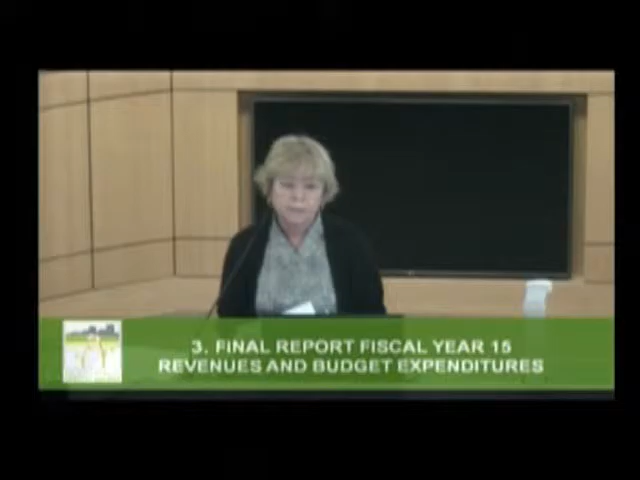 3. FINAL REPORT FISCAL YEAR 15
REVENUES AND BUDGET EXPENDITURES